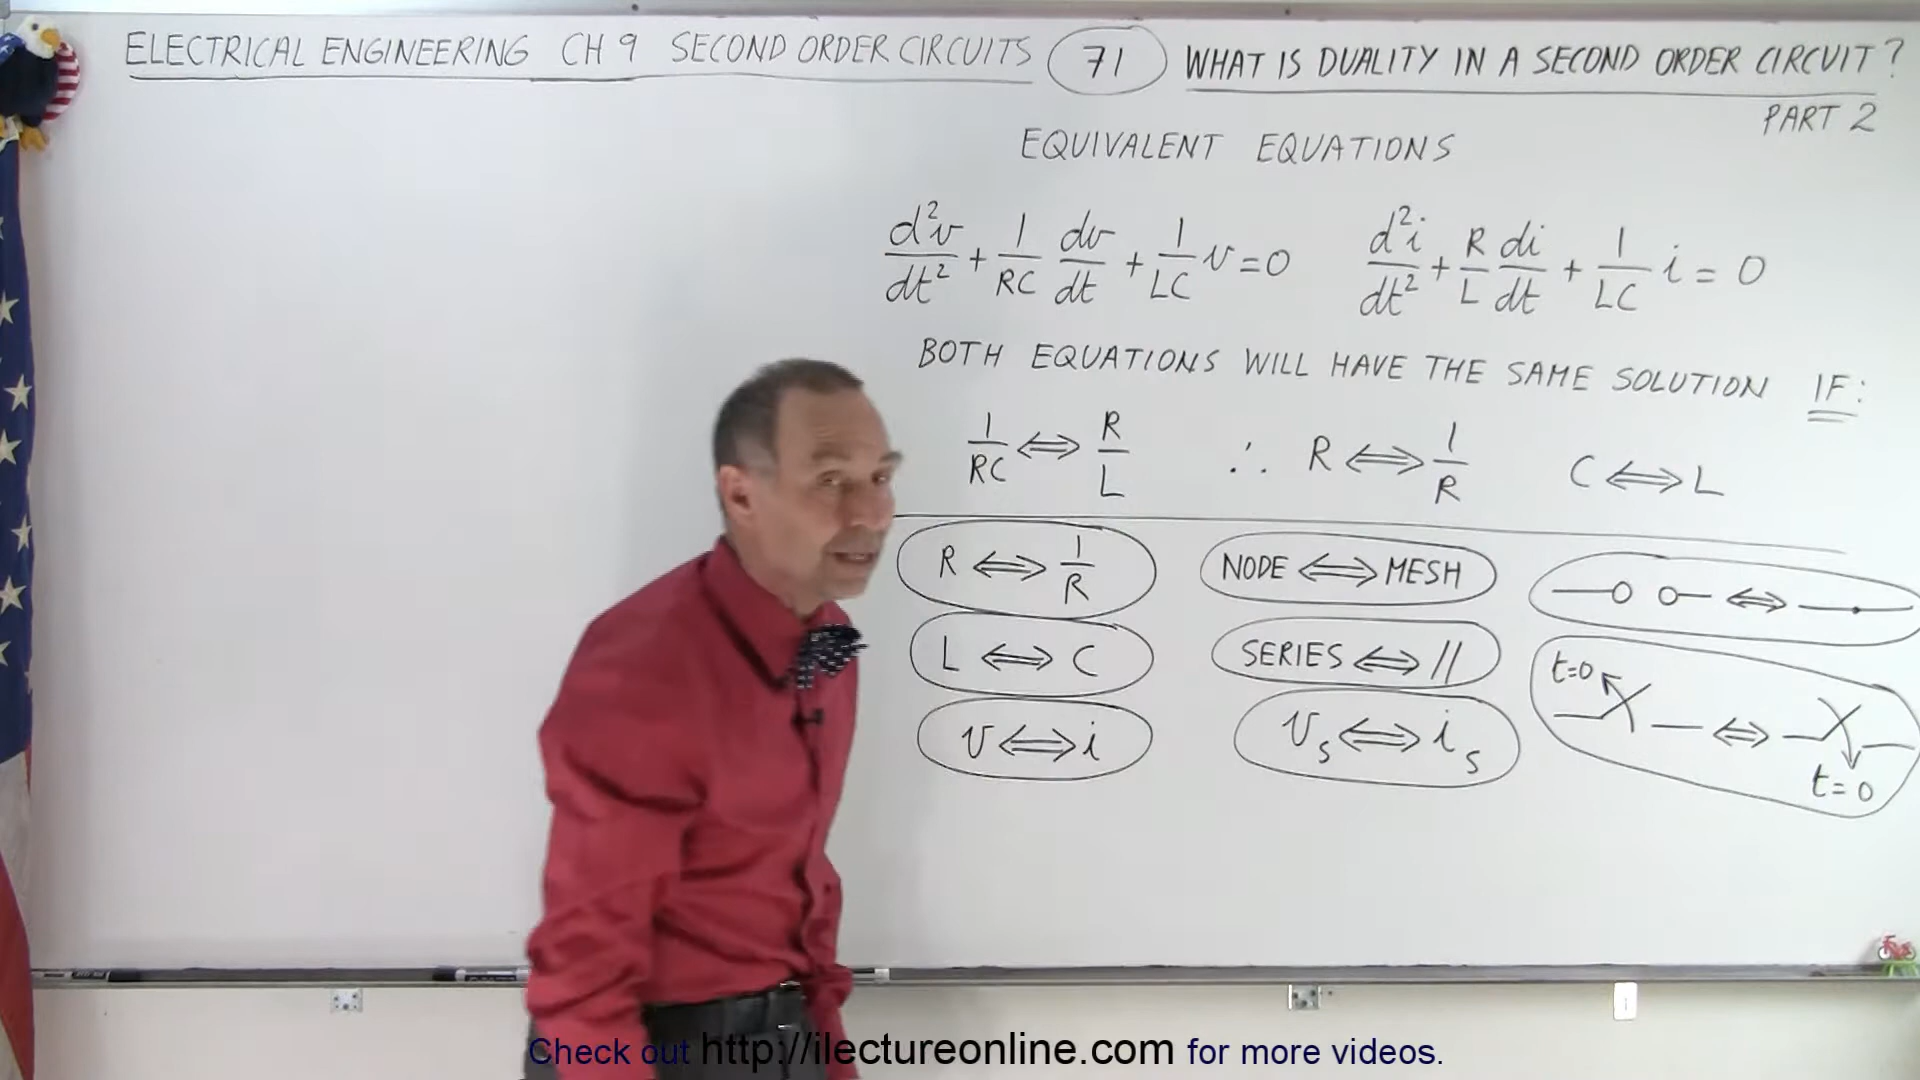 ELECTRICAL ENGINEERING CH 9 SECOND ORDER CIRCUITS 71 WHAT IS DUALITY IN A SECOND ORDER CIRCUIT?
PART 2
EQUIVALENT EQUATIONS
d²v/dt² + 1/RC dv/dt + 1/LC v = 0 d²i/dt² + R/L di/dt + 1/LC i = 0
BOTH EQUATIONS WILL HAVE THE SAME SOLUTION IF:
1/RC ⟺ R/L ∴ R ⟺ 1/R C ⟺ L
R ⟺ 1/R NODE ⟺ MESH ⟺
L ⟺ C SERIES ⟺ //
t=0 ⟺ t=0
v ⟺ i vs ⟺ is
Check out http://ilectureonline.com for more videos.